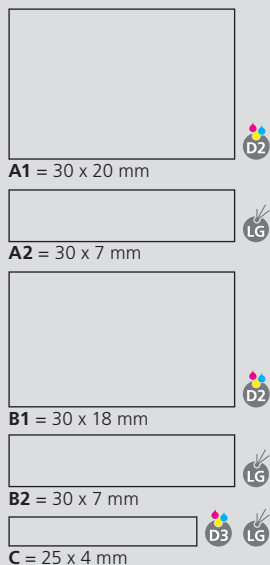 D2
A1 = 30 x 20 mm
LG
A2 = 30 x 7 mm
D2
B1 = 30 x 18 mm
LG
B2 = 30 x 7 mm
D3 LG
C = 25 x 4 mm